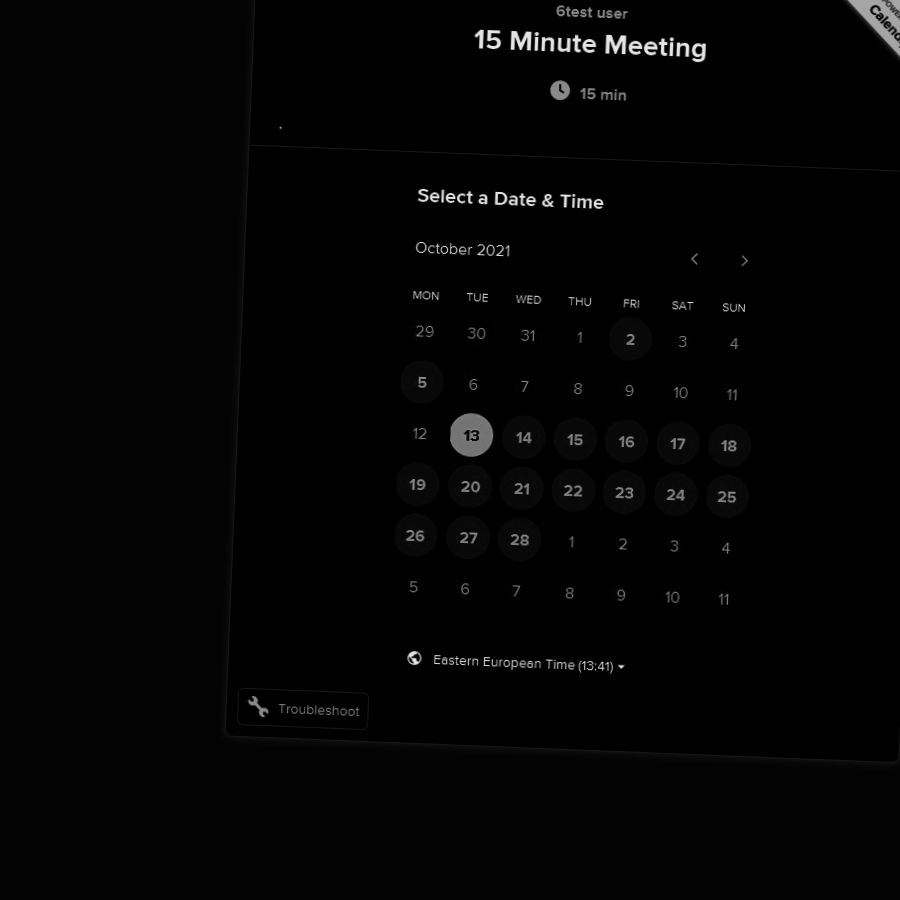 6test user
15 Minute Meeting
15 min
Select a Date & Time
October 2021
MON TUE WED THU FRI SAT SUN
29 30 31 1 2 3 4
5 6 7 8 9 10 11
12 13 14 15 16 17 18
19 20 21 22 23 24 25
26 27 28 1 2 3 4
5 6 7 8 9 10 11
Eastern European Time (13:41)
Troubleshoot